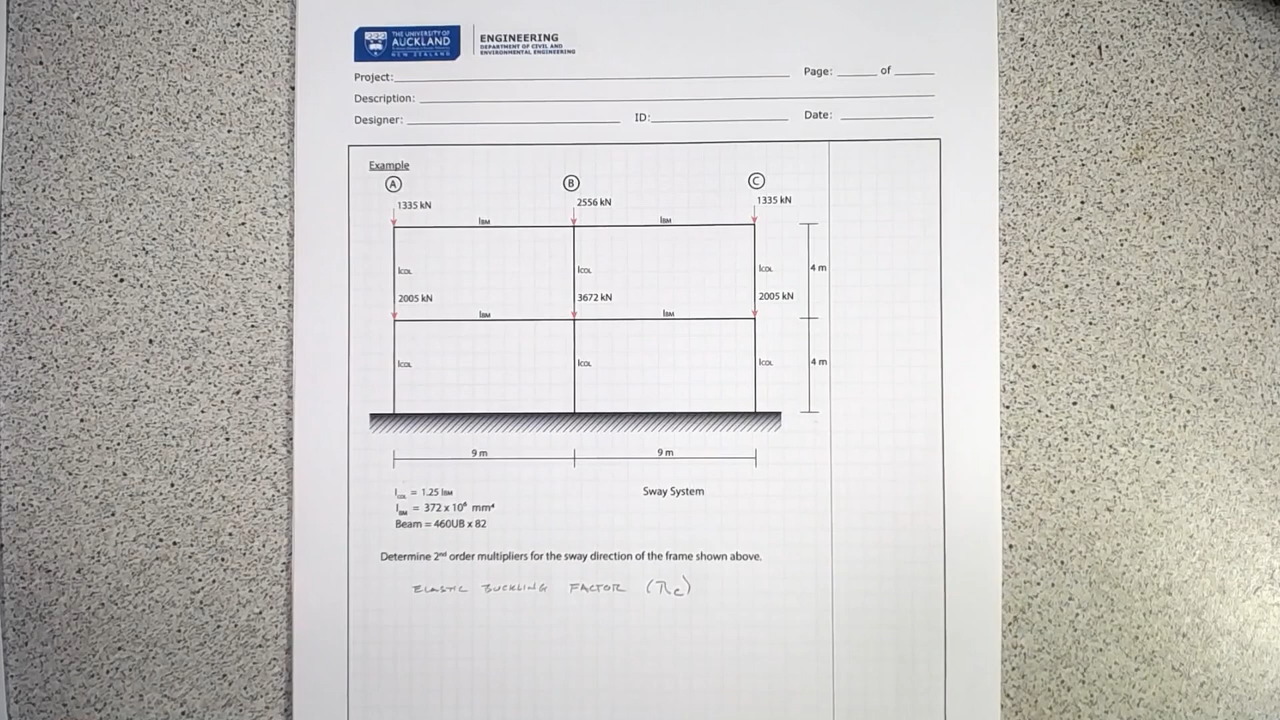 THE UNIVERSITY OF
AUCKLAND
NEW ZEALAND
ENGINEERING
DEPARTMENT OF CIVIL AND
ENVIRONMENTAL ENGINEERING
Project:
Page: of
Description:
Designer: ID: Date:
Example
A B C
1335 kN 2556 kN 1335 kN
IBM IBM
ICOL ICOL ICOL 4 m
2005 kN 3672 kN 2005 kN
IBM IBM
ICOL ICOL ICOL 4 m
9 m 9 m
ICOL = 1.25 IBM Sway System
IBM = 372 x 10⁶ mm⁴
Beam = 460UB x 82
Determine 2nd order multipliers for the sway direction of the frame shown above.
ELASTIC BUCKLING FACTOR (λc)